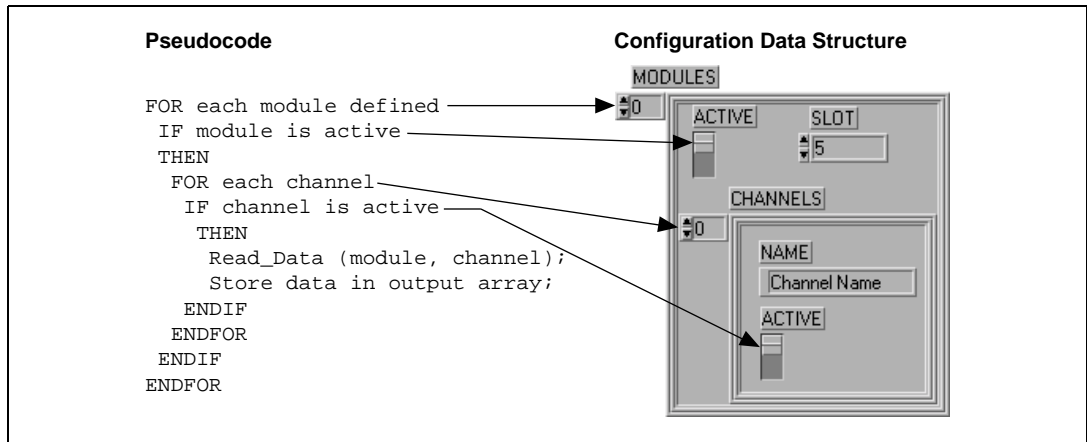 Pseudocode
FOR each module defined
IF module is active
THEN
FOR each channel
IF channel is active
THEN
Read_Data (module, channel);
Store data in output array;
ENDIF
ENDFOR
ENDIF
ENDFOR
Configuration Data Structure
MODULES
0
ACTIVE
SLOT
5
CHANNELS
0
NAME
Channel Name
ACTIVE